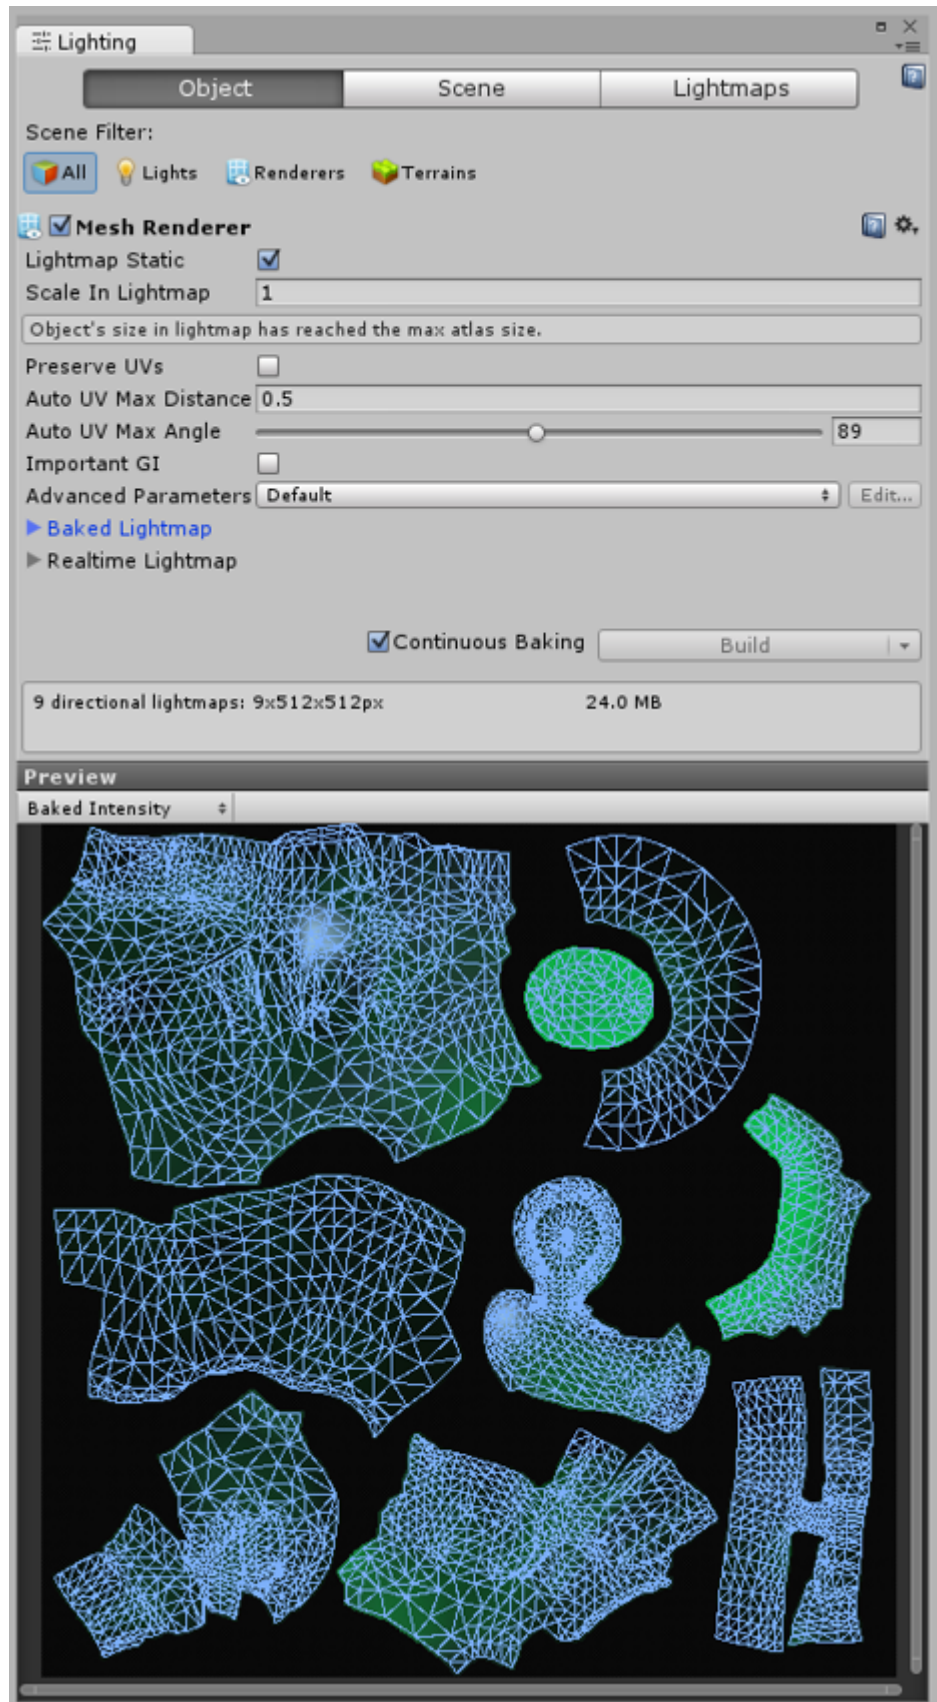 Lighting
Object Scene Lightmaps
Scene Filter:
All Lights Renderers Terrains
Mesh Renderer
Lightmap Static
Scale In Lightmap 1
Object's size in lightmap has reached the max atlas size.
Preserve UVs
Auto UV Max Distance 0.5
Auto UV Max Angle 89
Important GI
Advanced Parameters Default Edit...
Baked Lightmap
Realtime Lightmap
Continuous Baking Build
9 directional lightmaps: 9x512x512px 24.0 MB
Preview
Baked Intensity